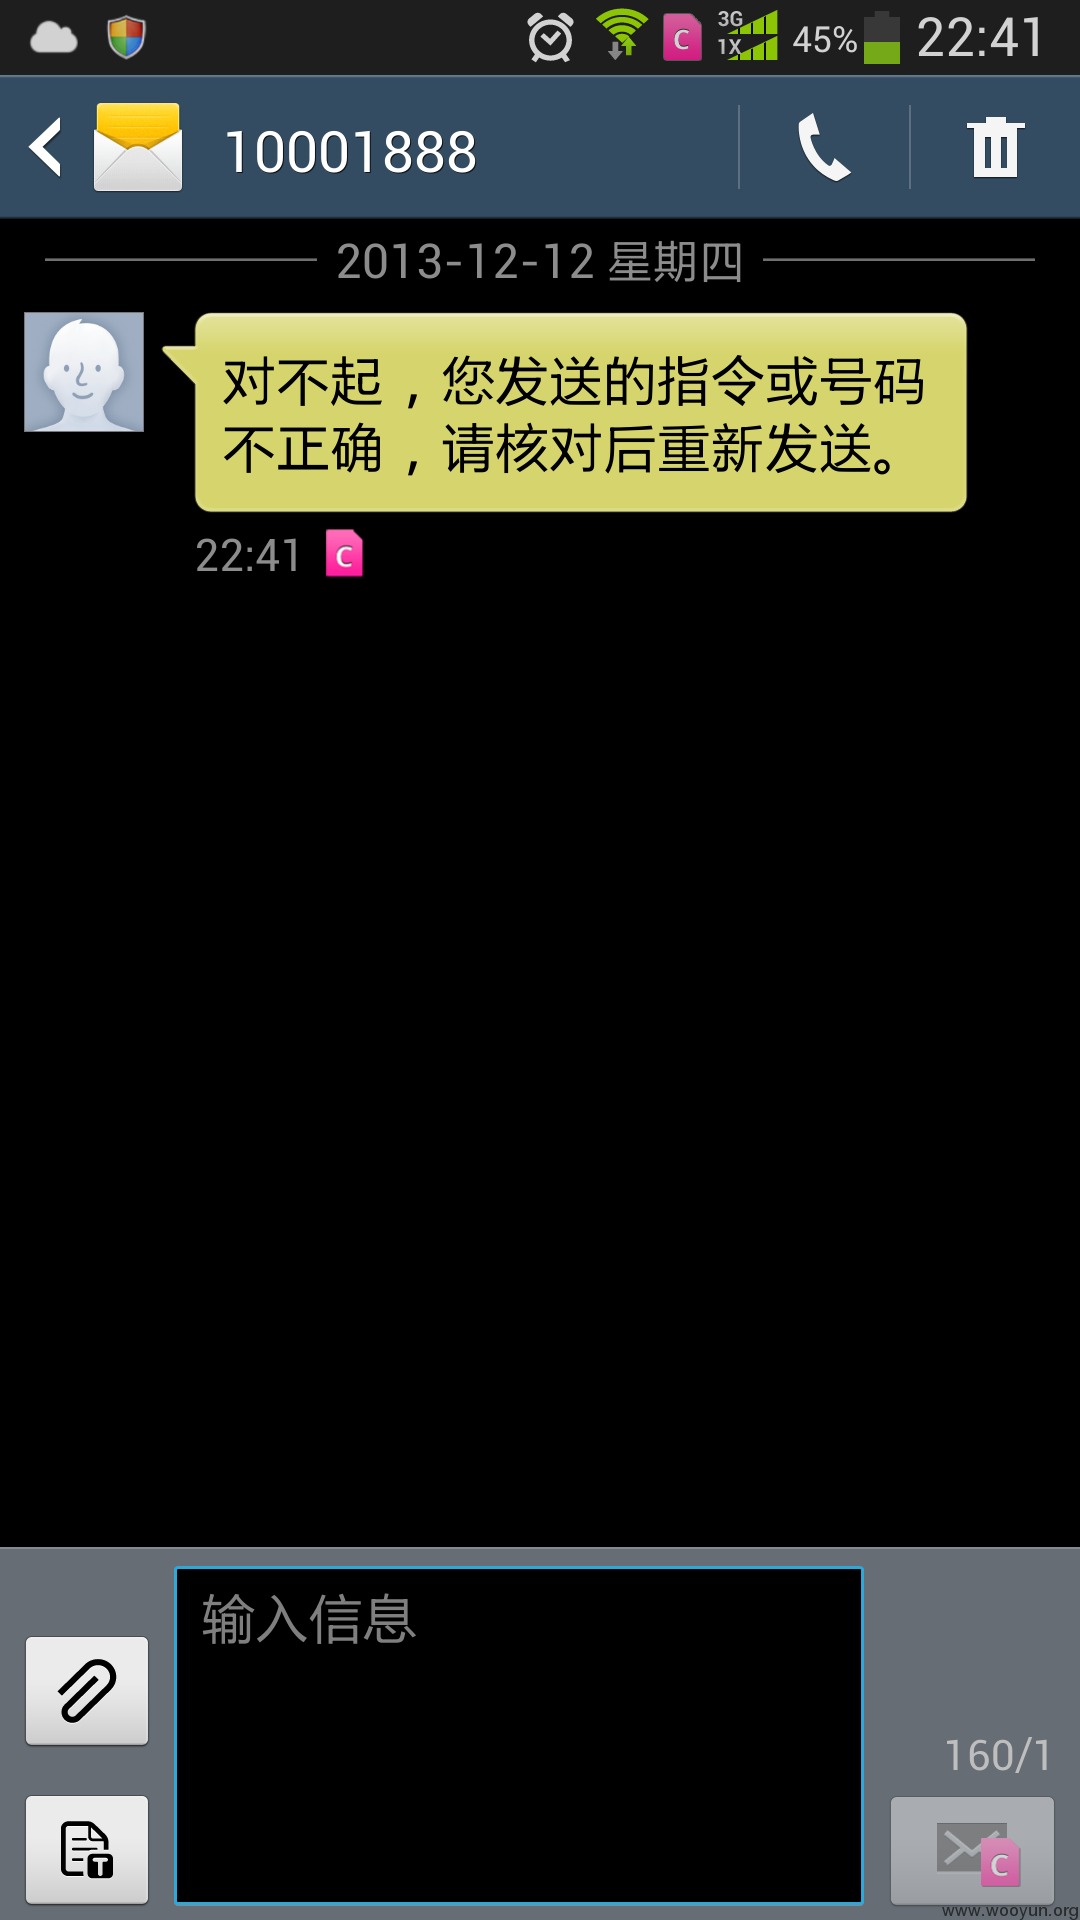 3G
1X
45%
22:41
C
10001888
2013-12-12 星期四
对不起，您发送的指令或号码
不正确，请核对后重新发送。
22:41 C
输入信息
160/1
T
C
www.wooyun.org